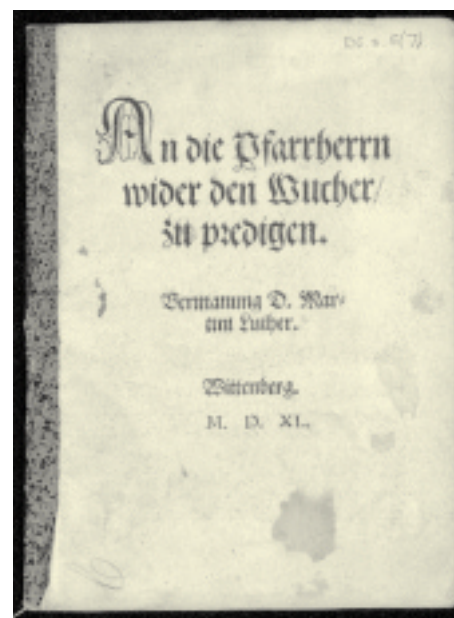 An die Pfarrherrn
wider den Wucher/
zu predigen.
Vermanung D. Mar⸗
tini Luther.
Wittenberg.
M. D. XL.